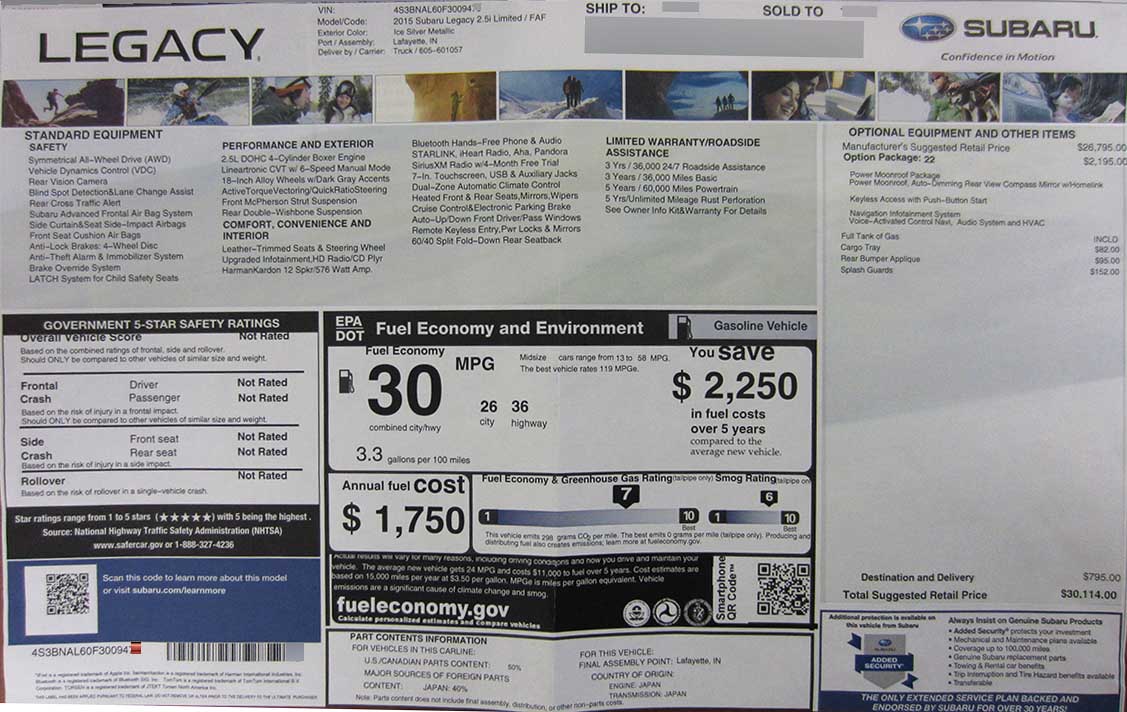 LEGACY
VIN: 4S3BNAL60F30094
Model/Code: 2015 Subaru Legacy 2.5i Limited / FAF
Exterior Color: Ice Silver Metallic
Port / Assembly: Lafayette, IN
Deliver by / Carrier: Truck / 605-601057
SHIP TO:
SOLD TO
SUBARU
Confidence in Motion
STANDARD EQUIPMENT
SAFETY
Symmetrical All-Wheel Drive (AWD)
Vehicle Dynamics Control (VDC)
Rear Vision Camera
Blind Spot Detection&Lane Change Assist
Rear Cross Traffic Alert
Subaru Advanced Frontal Air Bag System
Side Curtain&Seat Side-Impact Airbags
Front Seat Cushion Air Bags
Anti-Lock Brakes: 4-Wheel Disc
Anti-Theft Alarm & Immobilizer System
Brake Override System
LATCH System for Child Safety Seats
PERFORMANCE AND EXTERIOR
2.5L DOHC 4-Cylinder Boxer Engine
Lineartronic CVT w/ 6-Speed Manual Mode
18-Inch Alloy Wheels w/Dark Gray Accents
ActiveTorqueVectoring/QuickRatioSteering
Front McPherson Strut Suspension
Rear Double-Wishbone Suspension
COMFORT, CONVENIENCE AND
INTERIOR
Leather-Trimmed Seats & Steering Wheel
Upgraded Infotainment,HD Radio/CD Plyr
HarmanKardon 12 Spkr/576 Watt Amp.
Bluetooth Hands-Free Phone & Audio
STARLINK, iHeart Radio, Aha, Pandora
SiriusXM Radio w/4-Month Free Trial
7-In. Touchscreen, USB & Auxiliary Jacks
Dual-Zone Automatic Climate Control
Heated Front & Rear Seats,Mirrors,Wipers
Cruise Control&Electronic Parking Brake
Auto-Up/Down Front Driver/Pass Windows
Remote Keyless Entry,Pwr Locks & Mirrors
60/40 Split Fold-Down Rear Seatback
LIMITED WARRANTY/ROADSIDE
ASSISTANCE
3 Yrs / 36,000 24/7 Roadside Assistance
3 Years / 36,000 Miles Basic
5 Years / 60,000 Miles Powertrain
5 Yrs/Unlimited Mileage Rust Perforation
See Owner Info Kit&Warranty For Details
OPTIONAL EQUIPMENT AND OTHER ITEMS
Manufacturer's Suggested Retail Price $26,795.00
Option Package: 22 $2,195.00
Power Moonroof Package
Power Moonroof, Auto-Dimming Rear View Compass Mirror w/Homelink
Keyless Access with Push-Button Start
Navigation Infotainment System
Voice-Activated Control Navi, Audio System and HVAC
Full Tank of Gas INCLD
Cargo Tray $82.00
Rear Bumper Applique $95.00
Splash Guards $152.00
Destination and Delivery $795.00
Total Suggested Retail Price $30,114.00
GOVERNMENT 5-STAR SAFETY RATINGS
Overall Vehicle Score Not Rated
Based on the combined ratings of frontal, side and rollover.
Should ONLY be compared to other vehicles of similar size and weight.
Frontal Driver Not Rated
Crash Passenger Not Rated
Based on the risk of injury in a frontal impact.
Should ONLY be compared to other vehicles of similar size and weight.
Side Front seat Not Rated
Crash Rear seat Not Rated
Based on the risk of injury in a side impact.
Rollover Not Rated
Based on the risk of rollover in a single-vehicle crash.
Star ratings range from 1 to 5 stars (★★★★★) with 5 being the highest.
Source: National Highway Traffic Safety Administration (NHTSA)
www.safercar.gov or 1-888-327-4236
Scan this code to learn more about this model
or visit subaru.com/learnmore
4S3BNAL60F30094
EPA
DOT
Fuel Economy and Environment
Gasoline Vehicle
Fuel Economy
30 MPG
combined city/hwy
26 36
city highway
3.3 gallons per 100 miles
Midsize cars range from 13 to 58 MPG.
The best vehicle rates 119 MPGe.
You save
$ 2,250
in fuel costs
over 5 years
compared to the
average new vehicle.
Annual fuel cost
$ 1,750
Fuel Economy & Greenhouse Gas Rating (tailpipe only)
7
1 10
Best
Smog Rating (tailpipe only)
6
1 10
Best
This vehicle emits 298 grams CO2 per mile. The best emits 0 grams per mile (tailpipe only). Producing and
distributing fuel also creates emissions; learn more at fueleconomy.gov.
Actual results will vary for many reasons, including driving conditions and how you drive and maintain your
vehicle. The average new vehicle gets 24 MPG and costs $11,000 to fuel over 5 years. Cost estimates are
based on 15,000 miles per year at $3.50 per gallon. MPGe is miles per gallon equivalent. Vehicle
emissions are a significant cause of climate change and smog.
fueleconomy.gov
Calculate personalized estimates and compare vehicles
Smartphone
QR Code™
PART CONTENTS INFORMATION
FOR VEHICLES IN THIS CARLINE:
U.S./CANADIAN PARTS CONTENT: 50%
MAJOR SOURCES OF FOREIGN PARTS
CONTENT: JAPAN: 40%
Note: Parts content does not include final assembly, distribution, or other non-parts costs.
FOR THIS VEHICLE:
FINAL ASSEMBLY POINT: Lafayette, IN
COUNTRY OF ORIGIN:
ENGINE: JAPAN
TRANSMISSION: JAPAN
Additional protection is available on
this vehicle from Subaru
SUBARU
ADDED
SECURITY
Always Insist on Genuine Subaru Products
• Added Security® protects your investment
• Mechanical and Maintenance plans available
• Coverage up to 100,000 miles
• Genuine Subaru replacement parts
• Towing & Rental car benefits
• Trip Interruption and Tire Hazard benefits available
• Transferable
THE ONLY EXTENDED SERVICE PLAN BACKED AND
ENDORSED BY SUBARU FOR OVER 30 YEARS!